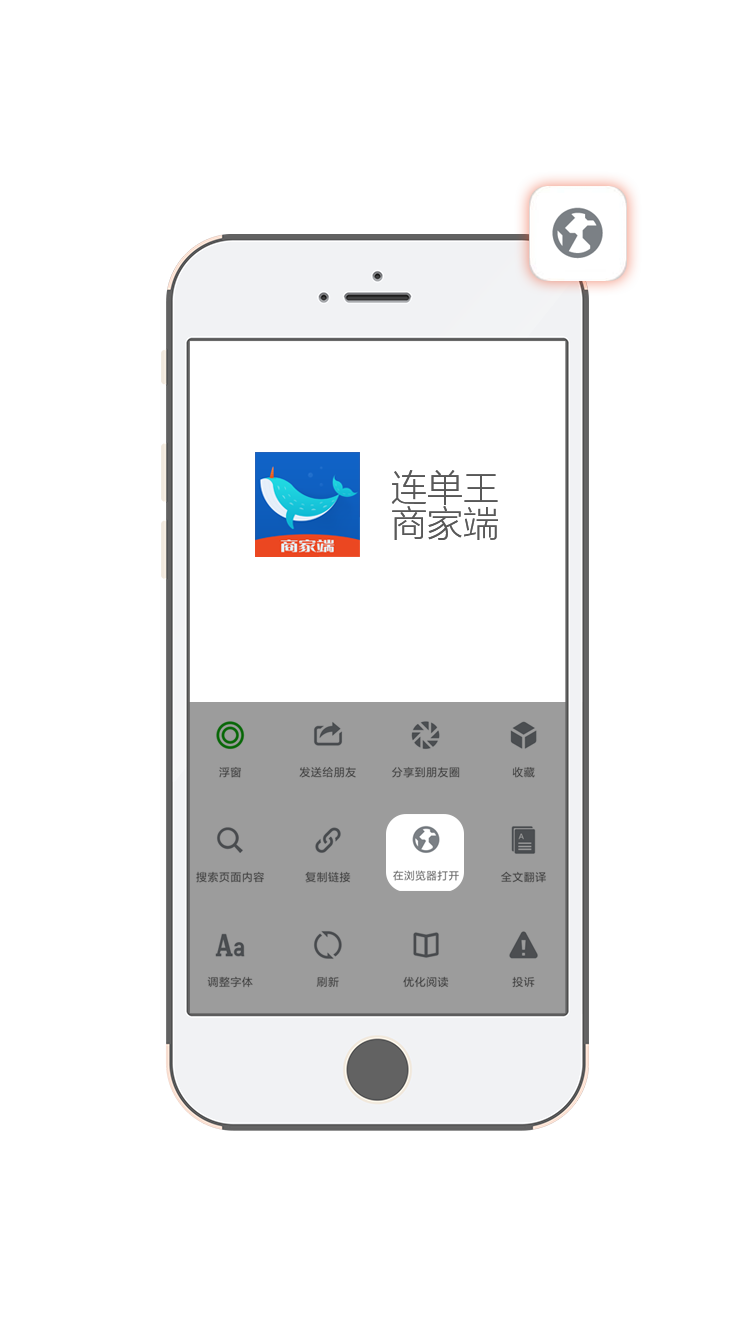 连单王
商家端
商家端
浮窗
发送给朋友
分享到朋友圈
收藏
搜索页面内容
复制链接
在浏览器打开
A
全文翻译
Aa
调整字体
刷新
优化阅读
投诉